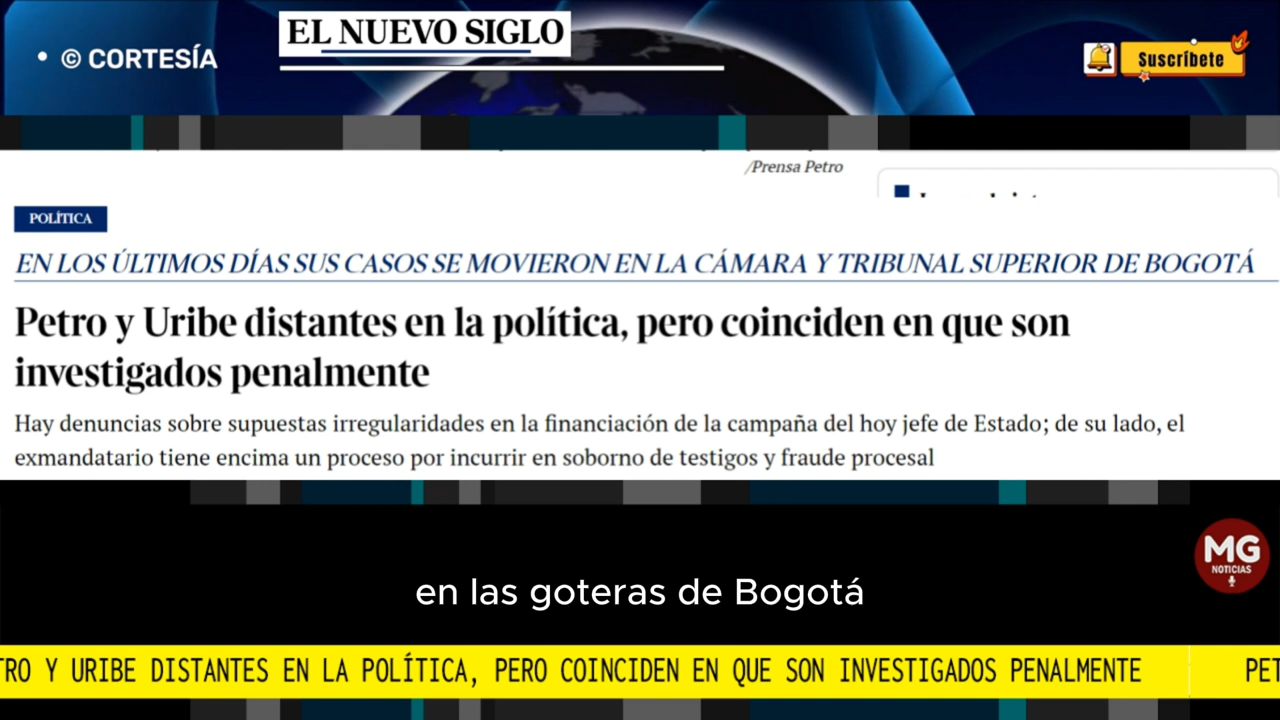 • © CORTESÍA
EL NUEVO SIGLO
Suscríbete
/Prensa Petro
POLÍTICA
EN LOS ÚLTIMOS DÍAS SUS CASOS SE MOVIERON EN LA CÁMARA Y TRIBUNAL SUPERIOR DE BOGOTÁ
Petro y Uribe distantes en la política, pero coinciden en que son
investigados penalmente
Hay denuncias sobre supuestas irregularidades en la financiación de la campaña del hoy jefe de Estado; de su lado, el
exmandatario tiene encima un proceso por incurrir en soborno de testigos y fraude procesal
MG
NOTICIAS
en las goteras de Bogotá
TRO Y URIBE DISTANTES EN LA POLÍTICA, PERO COINCIDEN EN QUE SON INVESTIGADOS PENALMENTE PET